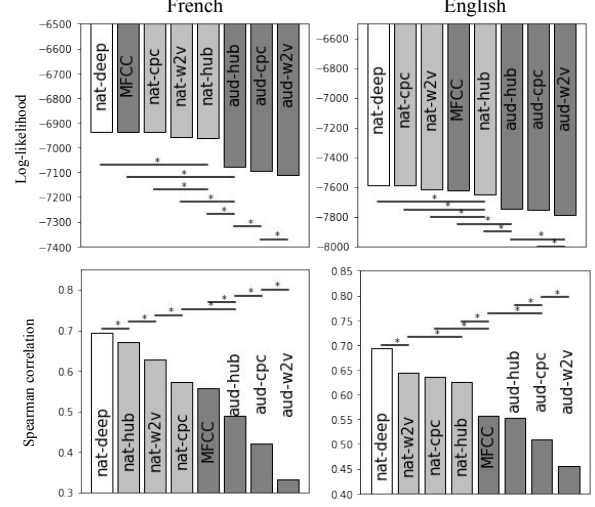 French
English
Log-likelihood
−6500
−6600
−6700
−6800
−6900
−7000
−7100
−7200
−7300
−7400
nat-deep
MFCC
nat-cpc
nat-w2v
nat-hub
aud-hub
aud-cpc
aud-w2v
* * * * * * *
−6600
−6800
−7000
−7200
−7400
−7600
−7800
−8000
nat-deep
nat-cpc
nat-w2v
MFCC
nat-hub
aud-hub
aud-cpc
aud-w2v
* * * * * * *
Spearman correlation
0.8
0.7
0.6
0.5
0.4
0.3
nat-deep
nat-hub
nat-w2v
nat-cpc
MFCC
aud-hub
aud-cpc
aud-w2v
* * * * * * *
0.85
0.80
0.75
0.70
0.65
0.60
0.55
0.50
0.45
0.40
nat-deep
nat-w2v
nat-cpc
nat-hub
MFCC
aud-hub
aud-cpc
aud-w2v
* * * * * * *